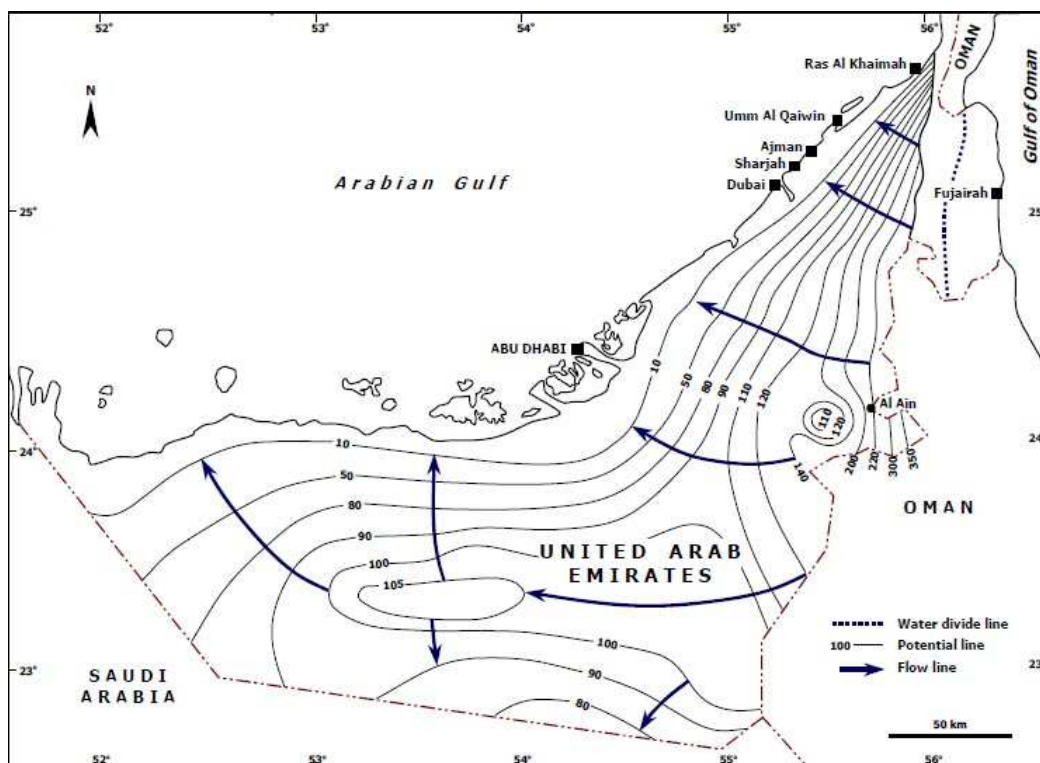 52°
53°
54°
55°
56°
N
OMAN
Gulf of Oman
Ras Al Khaimah
Umm Al Qaiwin
Ajman
Sharjah
Dubai
Fujairah
Arabian Gulf
25°
25°
ABU DHABI
10
50
80
90
110
120
110
120
Al Ain
140
200
220
300
350
24°
24°
10
50
80
90
100
105
OMAN
UNITED ARAB
EMIRATES
100
90
80
Water divide line
100
Potential line
Flow line
23°
23°
SAUDI
ARABIA
50 km
52°
53°
54°
55°
56°